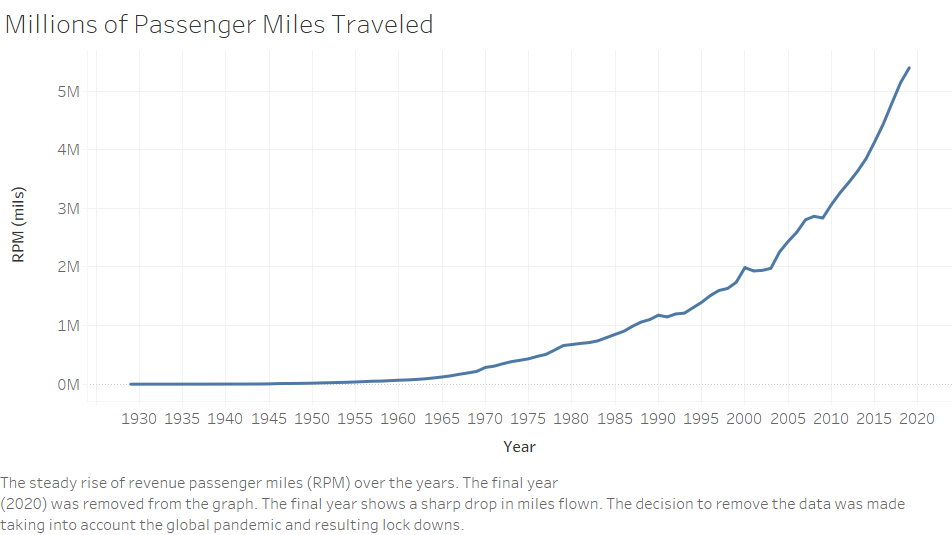 Millions of Passenger Miles Traveled
5M
4M
3M
2M
1M
0M
RPM (mils)
1930 1935 1940 1945 1950 1955 1960 1965 1970 1975 1980 1985 1990 1995 2000 2005 2010 2015 2020
Year
The steady rise of revenue passenger miles (RPM) over the years. The final year
(2020) was removed from the graph. The final year shows a sharp drop in miles flown. The decision to remove the data was made
taking into account the global pandemic and resulting lock downs.